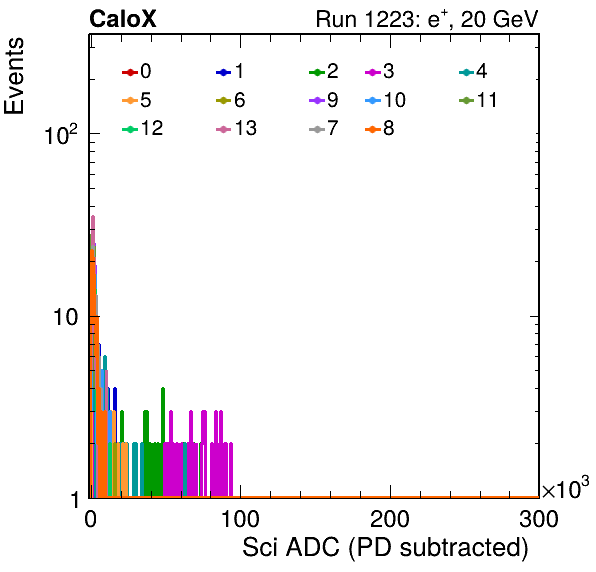 CaloX Run 1223: e⁺, 20 GeV
Events
0 1 2 3 4
5 6 9 10 11
12 13 7 8
10²
10
1
0 100 200 300
×10³
Sci ADC (PD subtracted)